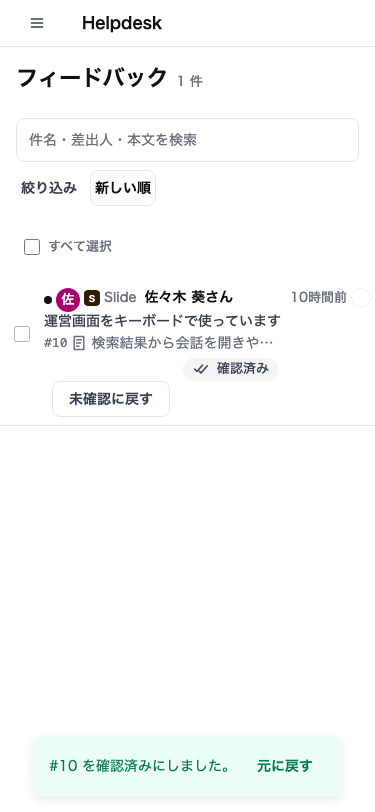 Helpdesk
フィードバック 1 件
件名・差出人・本文を検索
絞り込み 新しい順
すべて選択
佐 S Slide 佐々木 葵さん 10時間前
運営画面をキーボードで使っています
#10 検索結果から会話を開きや…
確認済み
未確認に戻す
#10 を確認済みにしました。 元に戻す